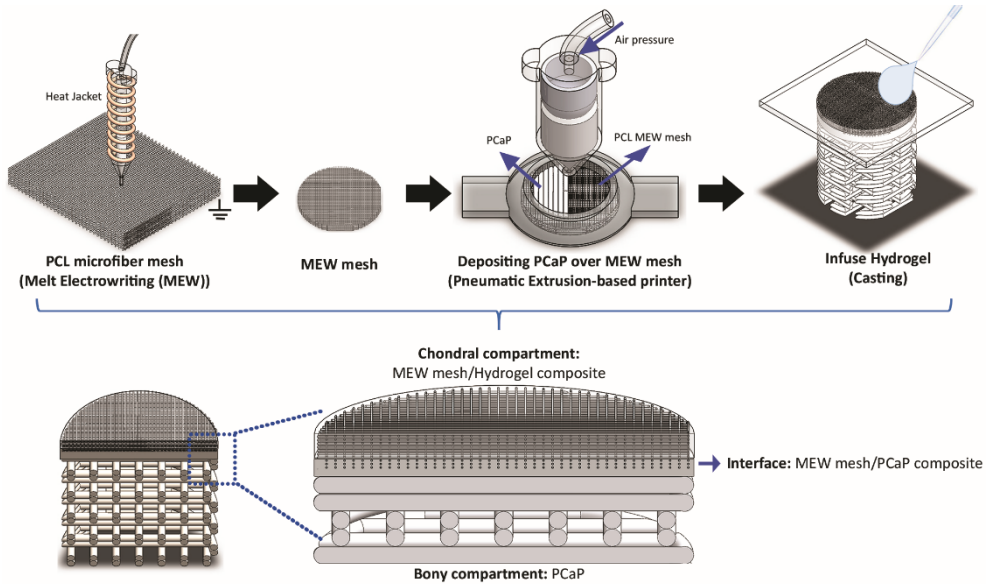 Heat Jacket
Air pressure
PCaP
PCL MEW mesh
PCL microfiber mesh
(Melt Electrowriting (MEW))
MEW mesh
Depositing PCaP over MEW mesh
(Pneumatic Extrusion-based printer)
Infuse Hydrogel
(Casting)
Chondral compartment:
MEW mesh/Hydrogel composite
Interface: MEW mesh/PCaP composite
Bony compartment: PCaP